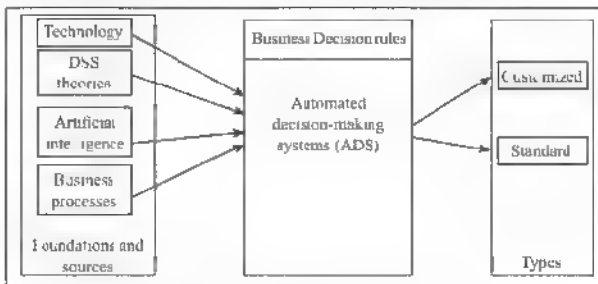 Technology
DSS
theories
Artificial
intelligence
Business
processes
Foundations and
sources
Business Decision rules
Automated
decision-making
systems (ADS)
Customized
Standard
Types